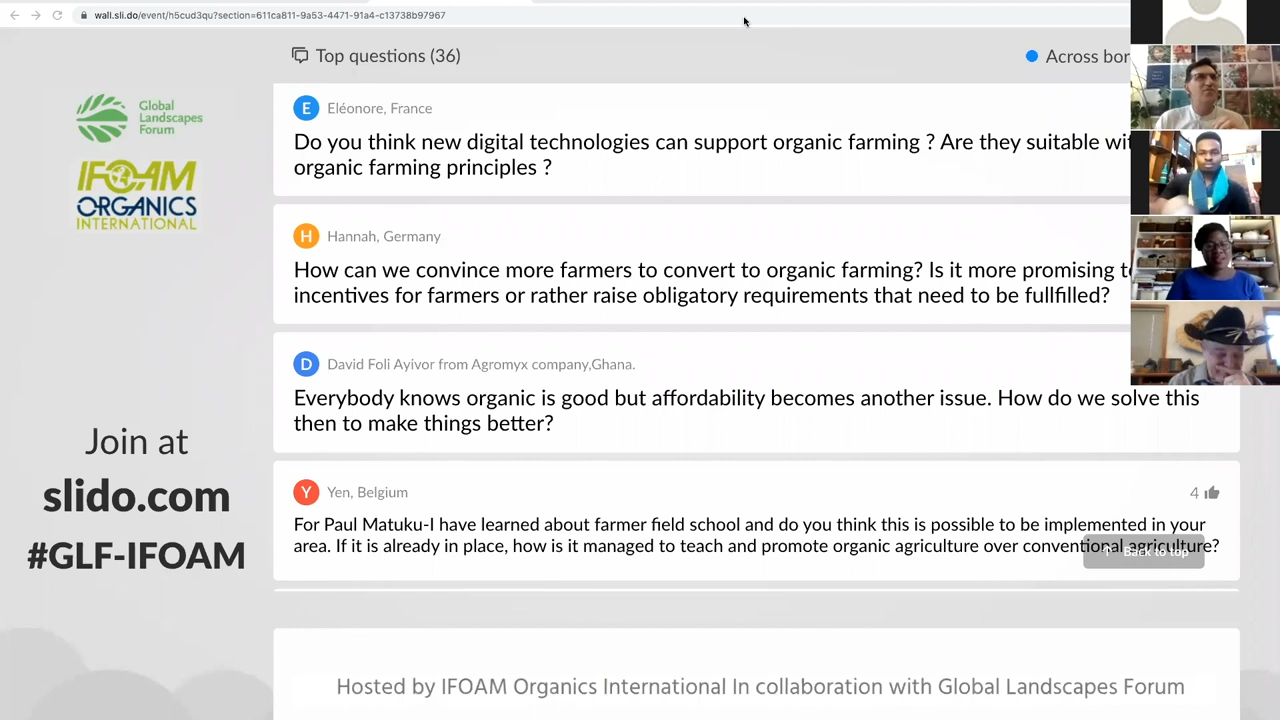 wall.sli.do/event/h5cud3qu?section=611ca811-9a53-4471-91a4-c13738b97967
Top questions (36)
Across bor
Global
Landscapes
Forum
IFOAM
ORGANICS
INTERNATIONAL
E
Eléonore, France
Do you think new digital technologies can support organic farming ? Are they suitable wit
organic farming principles ?
H
Hannah, Germany
How can we convince more farmers to convert to organic farming? Is it more promising to
incentives for farmers or rather raise obligatory requirements that need to be fullfilled?
D
David Foli Ayivor from Agromyx company,Ghana.
Everybody knows organic is good but affordability becomes another issue. How do we solve this
then to make things better?
Join at
slido.com
#GLF-IFOAM
Y
Yen, Belgium
4
For Paul Matuku-I have learned about farmer field school and do you think this is possible to be implemented in your
area. If it is already in place, how is it managed to teach and promote organic agriculture over conventional agriculture?
Back to top
Hosted by IFOAM Organics International In collaboration with Global Landscapes Forum